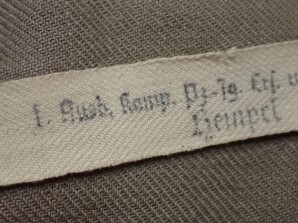 1. Ausb. Komp. Pz.-Jg. Ers. u
Hempel